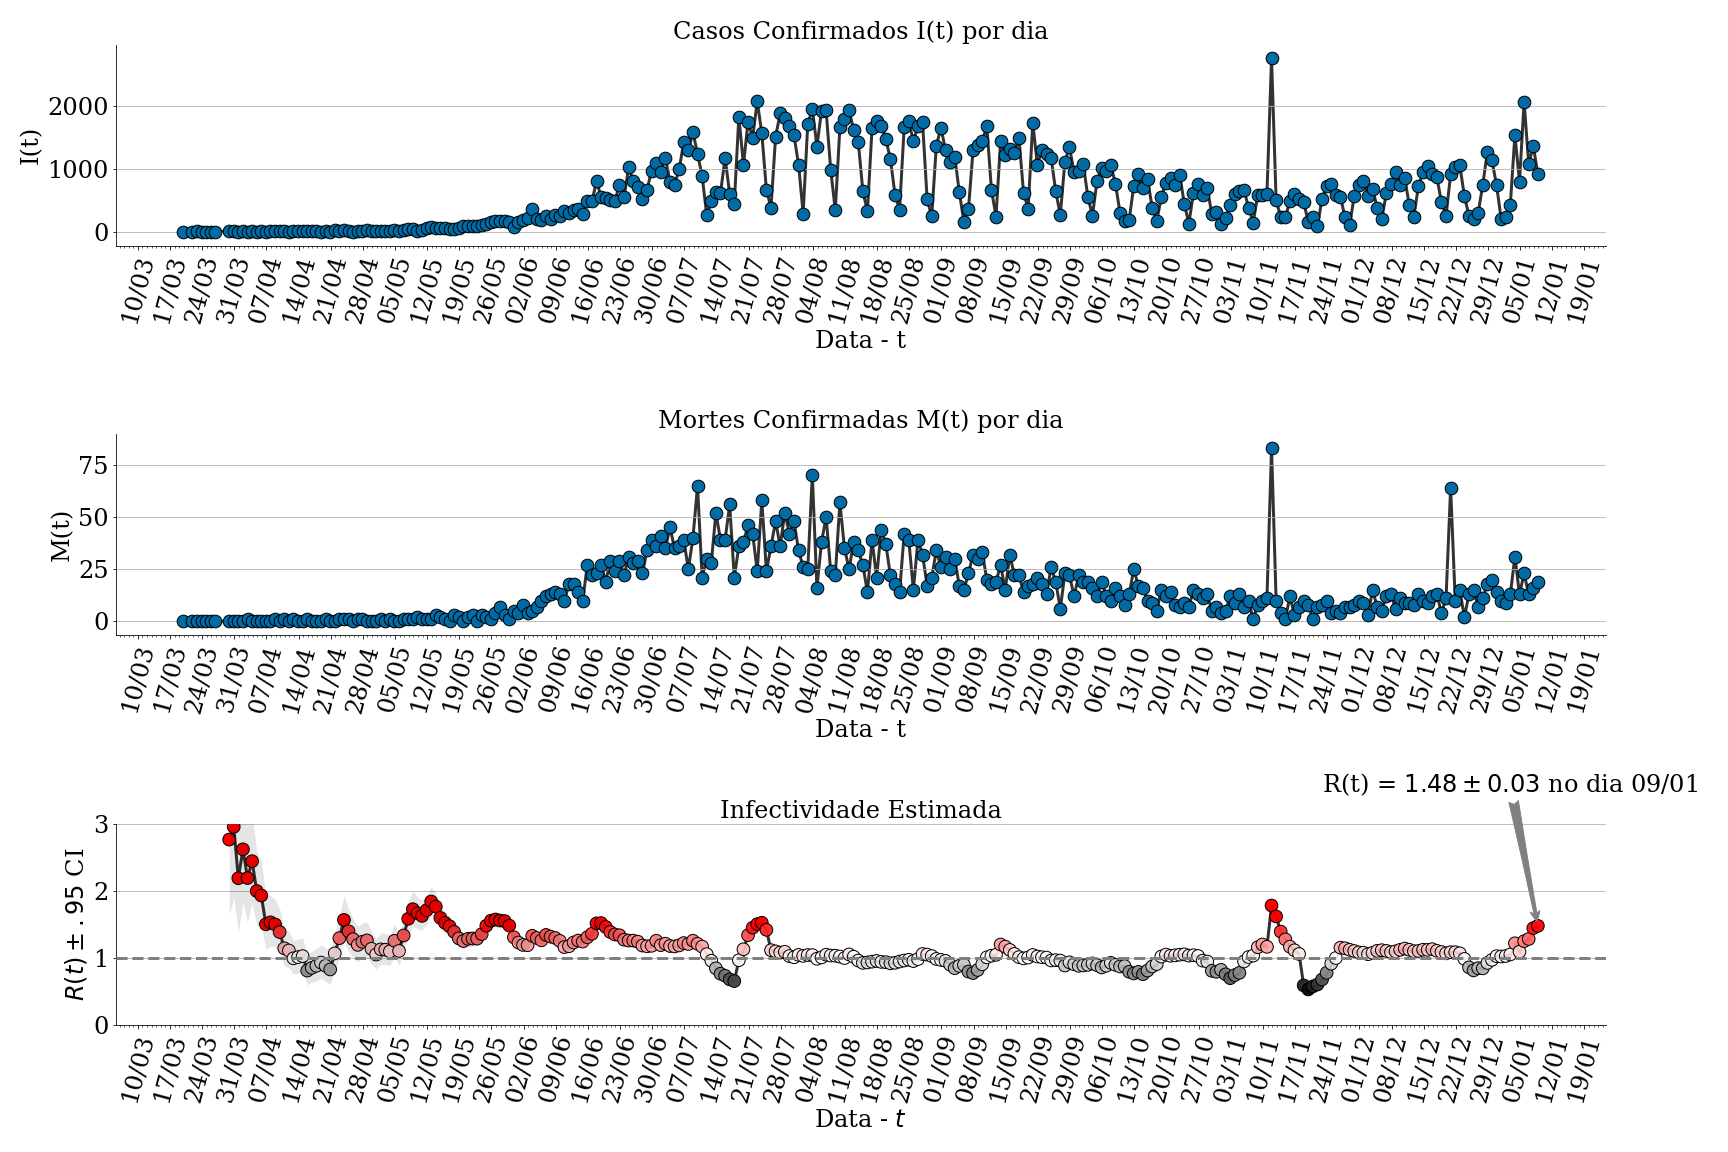 Casos Confirmados I(t) por dia
I(t)
2000
1000
0
10/03 17/03 24/03 31/03 07/04 14/04 21/04 28/04 05/05 12/05 19/05 26/05 02/06 09/06 16/06 23/06 30/06 07/07 14/07 21/07 28/07 04/08 11/08 18/08 25/08 01/09 08/09 15/09 22/09 29/09 06/10 13/10 20/10 27/10 03/11 10/11 17/11 24/11 01/12 08/12 15/12 22/12 29/12 05/01 12/01 19/01
Data - t
Mortes Confirmadas M(t) por dia
M(t)
75
50
25
0
10/03 17/03 24/03 31/03 07/04 14/04 21/04 28/04 05/05 12/05 19/05 26/05 02/06 09/06 16/06 23/06 30/06 07/07 14/07 21/07 28/07 04/08 11/08 18/08 25/08 01/09 08/09 15/09 22/09 29/09 06/10 13/10 20/10 27/10 03/11 10/11 17/11 24/11 01/12 08/12 15/12 22/12 29/12 05/01 12/01 19/01
Data - t
R(t) = 1.48 ± 0.03 no dia 09/01
Infectividade Estimada
R(t) ± .95 CI
3
2
1
0
10/03 17/03 24/03 31/03 07/04 14/04 21/04 28/04 05/05 12/05 19/05 26/05 02/06 09/06 16/06 23/06 30/06 07/07 14/07 21/07 28/07 04/08 11/08 18/08 25/08 01/09 08/09 15/09 22/09 29/09 06/10 13/10 20/10 27/10 03/11 10/11 17/11 24/11 01/12 08/12 15/12 22/12 29/12 05/01 12/01 19/01
Data - t